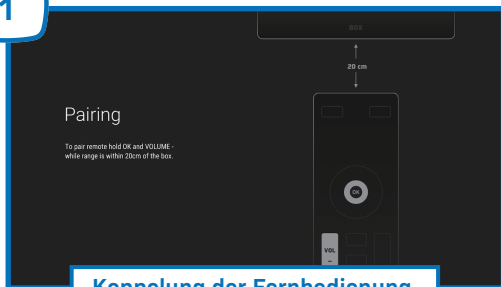 1
BOX
20 cm
Pairing
To pair remote hold OK and VOLUME -
while range is within 20cm of the box.
OK
VOL
–
Koppelung der Fernbedienung